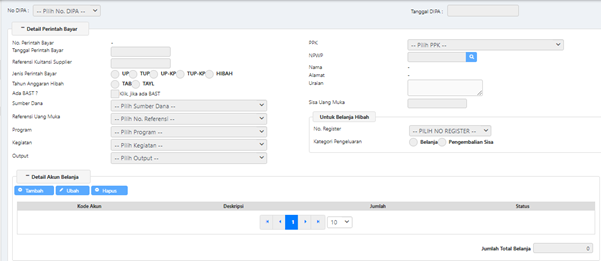 No DIPA : -- Pilih No. DIPA -- Tanggal DIPA :
Detail Perintah Bayar
No. Perintah Bayar -
Tanggal Perintah Bayar
Referensi Kuitansi Supplier
Jenis Perintah Bayar UP TUP UP-KP TUP-KP HIBAH
Tahun Anggaran Hibah TAB TAYL
Ada BAST ? Klik, jika ada BAST
Sumber Dana -- Pilih Sumber Dana --
Referensi Uang Muka -- Pilih No. Referensi --
Program -- Pilih Program --
Kegiatan -- Pilih Kegiatan --
Output -- Pilih Output --
PPK -- Pilih PPK --
NPWP
Nama -
Alamat -
Uraian
Sisa Uang Muka
Untuk Belanja Hibah
No. Register -- PILIH NO REGISTER --
Kategori Pengeluaran Belanja Pengembalian Sisa
Detail Akun Belanja
Tambah Ubah Hapus
Kode Akun Deskripsi Jumlah Status
1 10
Jumlah Total Belanja 0